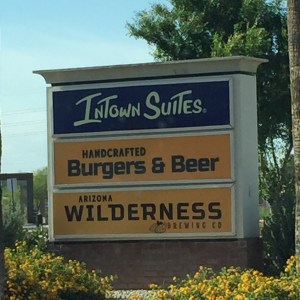 InTown Suites®
HANDCRAFTED
Burgers & Beer
ARIZONA
WILDERNESS
BREWING CO